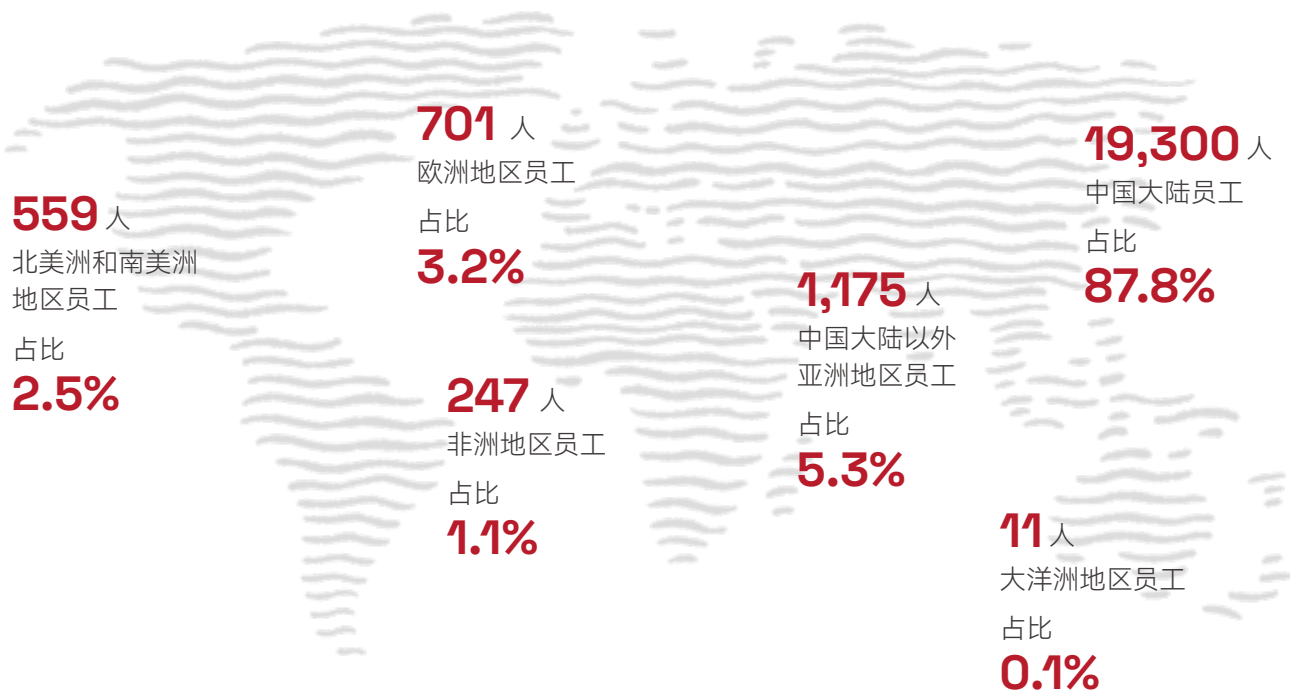 559 人
北美洲和南美洲
地区员工
占比
2.5%
701 人
欧洲地区员工
占比
3.2%
247 人
非洲地区员工
占比
1.1%
1,175 人
中国大陆以外
亚洲地区员工
占比
5.3%
19,300 人
中国大陆员工
占比
87.8%
11 人
大洋洲地区员工
占比
0.1%